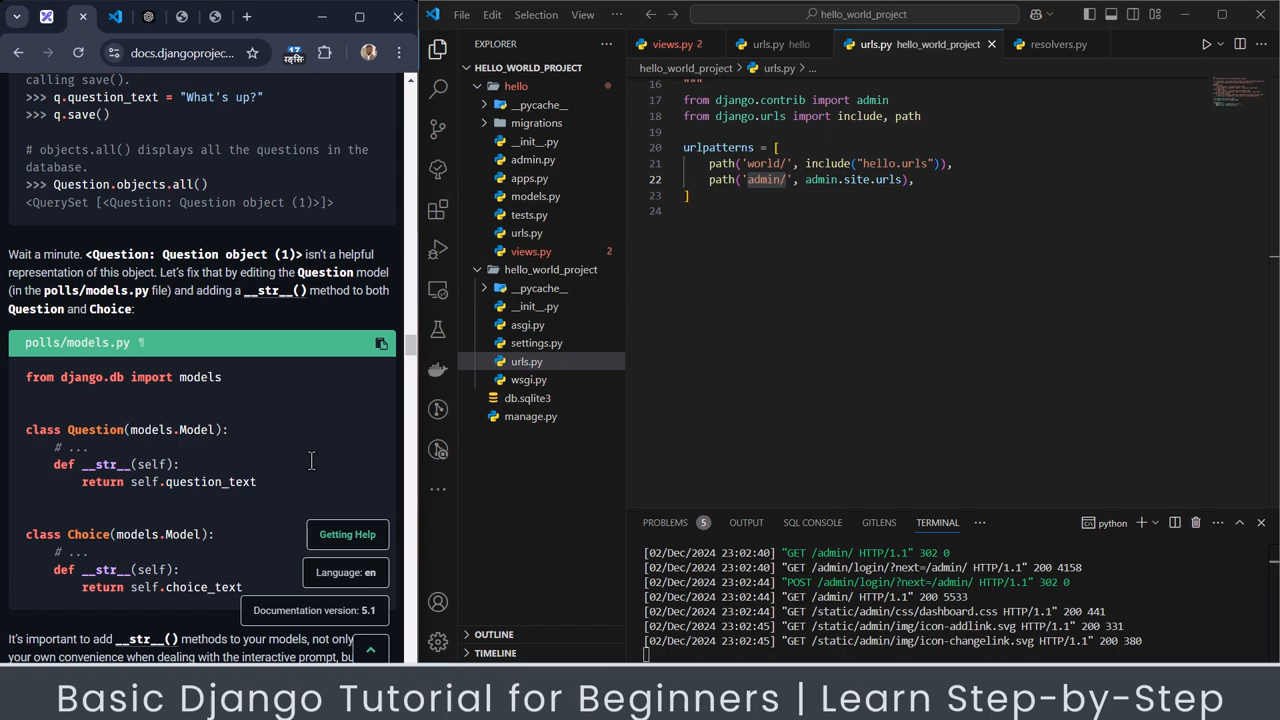 docs.djangoprojec...
calling save().
>>> q.question_text = "What's up?"
>>> q.save()
# objects.all() displays all the questions in the
database.
>>> Question.objects.all()
<QuerySet [<Question: Question object (1)>]>
Wait a minute. <Question: Question object (1)> isn't a helpful
representation of this object. Let's fix that by editing the Question model
(in the polls/models.py file) and adding a __str__() method to both
Question and Choice:
polls/models.py ¶
from django.db import models
class Question(models.Model):
# ...
def __str__(self):
return self.question_text
class Choice(models.Model):
# ...
def __str__(self):
return self.choice_text
Getting Help
Language: en
Documentation version: 5.1
It's important to add __str__() methods to your models, not only
your own convenience when dealing with the interactive prompt, bu
File Edit Selection View ...
hello_world_project
EXPLORER
HELLO_WORLD_PROJECT
hello
__pycache__
migrations
__init__.py
admin.py
apps.py
models.py
tests.py
urls.py
views.py 2
hello_world_project
__pycache__
__init__.py
asgi.py
settings.py
urls.py
wsgi.py
db.sqlite3
manage.py
OUTLINE
TIMELINE
views.py 2 urls.py hello urls.py hello_world_project resolvers.py
hello_world_project > urls.py > ...
16 """
17 from django.contrib import admin
18 from django.urls import include, path
19
20 urlpatterns = [
21 path('world/', include("hello.urls")),
22 path('admin/', admin.site.urls),
23 ]
24
PROBLEMS 5 OUTPUT SQL CONSOLE GITLENS TERMINAL ... python
[02/Dec/2024 23:02:40] "GET /admin/ HTTP/1.1" 302 0
[02/Dec/2024 23:02:40] "GET /admin/login/?next=/admin/ HTTP/1.1" 200 4158
[02/Dec/2024 23:02:44] "POST /admin/login/?next=/admin/ HTTP/1.1" 302 0
[02/Dec/2024 23:02:44] "GET /admin/ HTTP/1.1" 200 5533
[02/Dec/2024 23:02:45] "GET /static/admin/css/dashboard.css HTTP/1.1" 200 441
[02/Dec/2024 23:02:45] "GET /static/admin/img/icon-addlink.svg HTTP/1.1" 200 331
[02/Dec/2024 23:02:45] "GET /static/admin/img/icon-changelink.svg HTTP/1.1" 200 380
Basic Django Tutorial for Beginners | Learn Step-by-Step